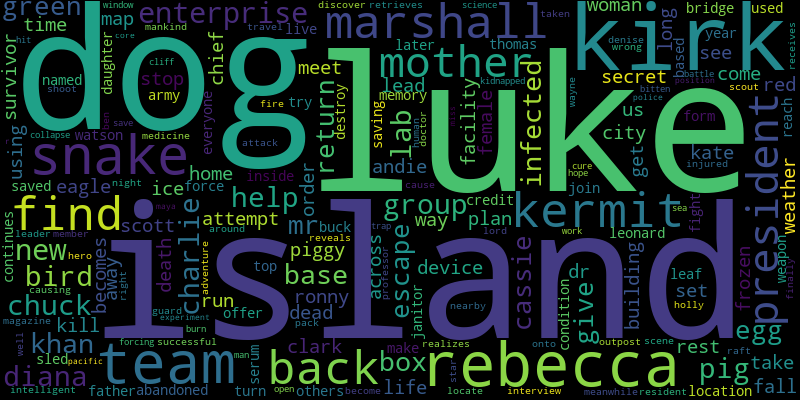 green enterprise marshall kirk
map time woman bridge used
discover retrieves science taken
window mankind travel live
year based
later thomas denise wrong receives
hit core cliff shoot
dog luke mother
survivor named daughter chief stop army
meet lead secret come
us see long
everyone watson medicine
collapse save
snake return destroy saving lab memory
try fire attack inside
facility female infected human doctor kidnapped
city get kate red reach
battle position police bitten wayne scout
form injured fight president weather
using saved eagle night home force
ice help order andie
cause cure hope join
find island kermit
group credit way plan
leader member hero
new bird becomes away scott death charlie
attempt mr buck across escape
around reveals adventure
piggy base device cassie
leonard building dr give condition
sea work lord
frozen weapon leaf set holly finally
continues causing right maya
chuck kill run offer top ronny dead
trap professor janitor nearby
khan sled guard experiment burn
clark make realizes
outpost scene rest egg
team back box rebecca pig take
diana father abandoned turn serum pack
magazine well pacific forcing successful man
others life star onto raft
location fall
intelligent open become locate interview meanwhile resident